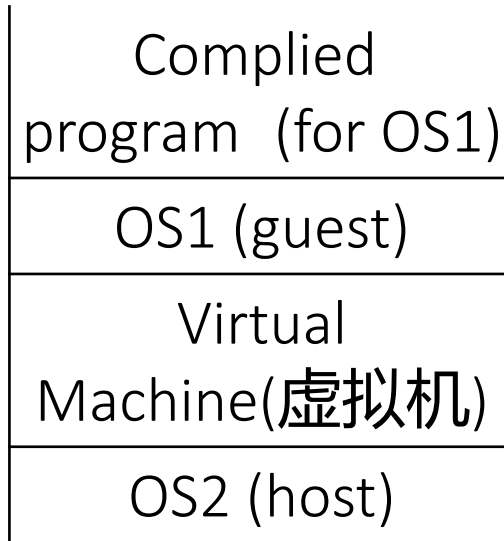 Complied
program (for OS1)
OS1 (guest)
Virtual
Machine(虚拟机)
OS2 (host)